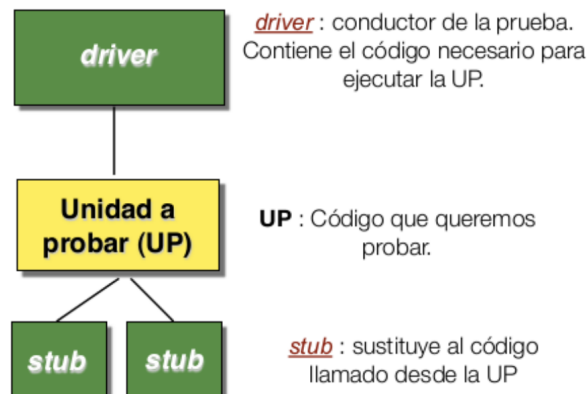 driver
driver : conductor de la prueba.
Contiene el código necesario para
ejecutar la UP.
Unidad a
probar (UP)
UP : Código que queremos
probar.
stub
stub
stub : sustituye al código
llamado desde la UP